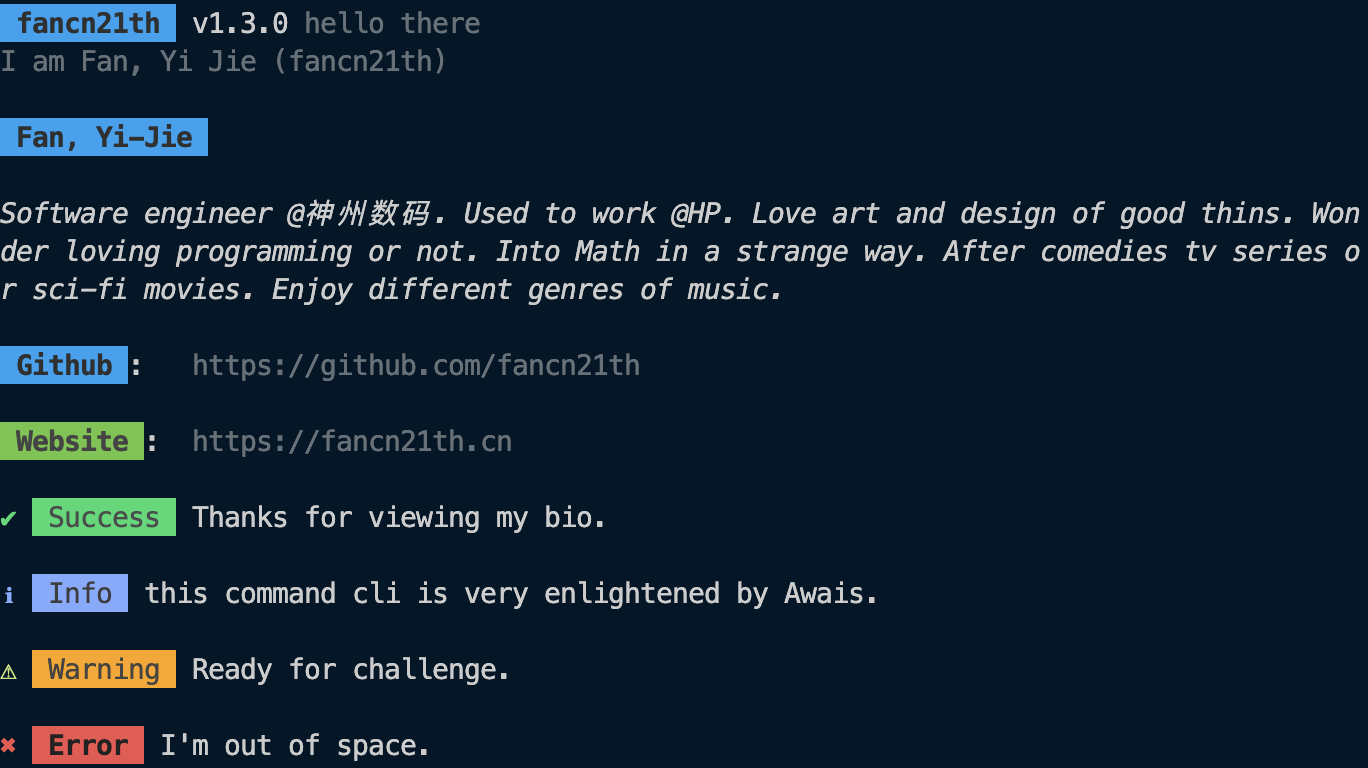 fancn21th v1.3.0 hello there
I am Fan, Yi Jie (fancn21th)
Fan, Yi-Jie
Software engineer @神州数码. Used to work @HP. Love art and design of good thins. Won
der loving programming or not. Into Math in a strange way. After comedies tv series o
r sci-fi movies. Enjoy different genres of music.
Github : https://github.com/fancn21th
Website : https://fancn21th.cn
✔ Success Thanks for viewing my bio.
ℹ Info this command cli is very enlightened by Awais.
⚠ Warning Ready for challenge.
✖ Error I'm out of space.